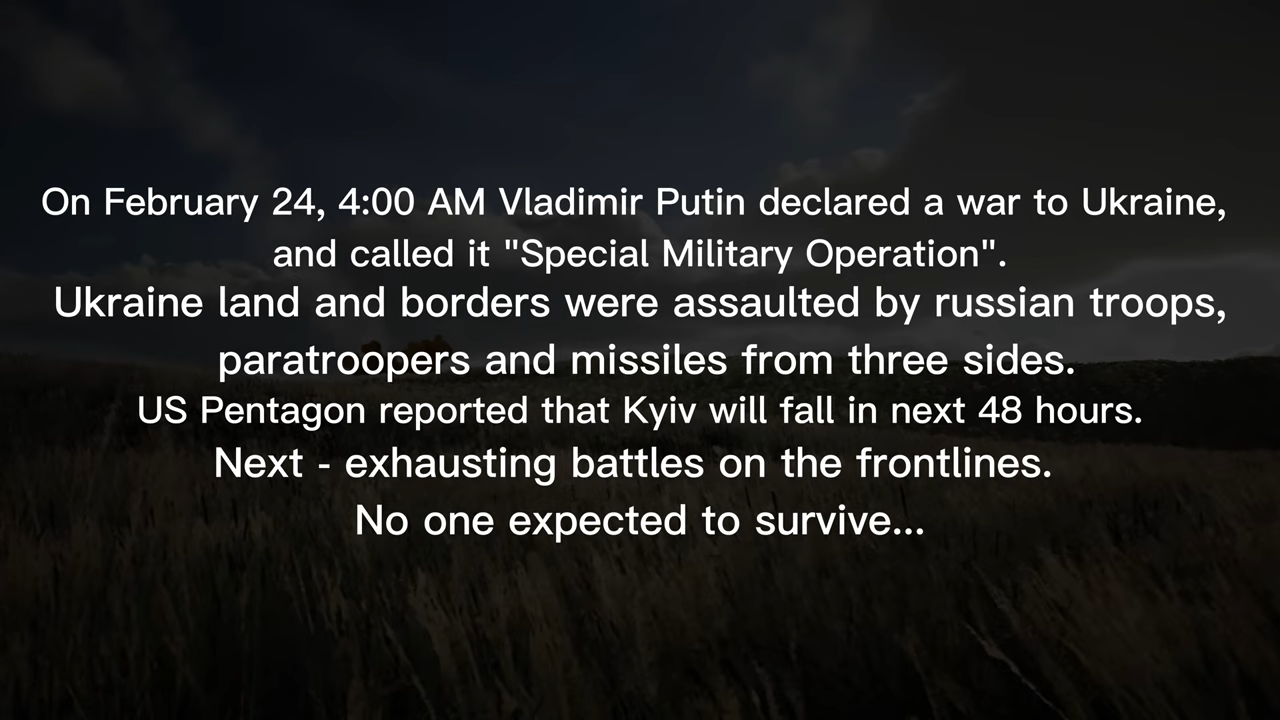 On February 24, 4:00 AM Vladimir Putin declared a war to Ukraine,
and called it "Special Military Operation".
Ukraine land and borders were assaulted by russian troops,
paratroopers and missiles from three sides.
US Pentagon reported that Kyiv will fall in next 48 hours.
Next - exhausting battles on the frontlines.
No one expected to survive...